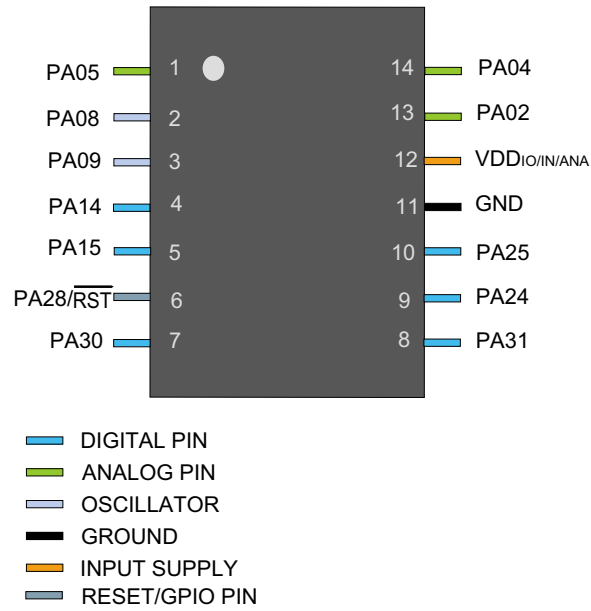 PA05 1 14 PA04
PA08 2 13 PA02
PA09 3 12 VDDIO/IN/ANA
PA14 4 11 GND
PA15 5 10 PA25
PA28/RST 6 9 PA24
PA30 7 8 PA31
DIGITAL PIN
ANALOG PIN
OSCILLATOR
GROUND
INPUT SUPPLY
RESET/GPIO PIN